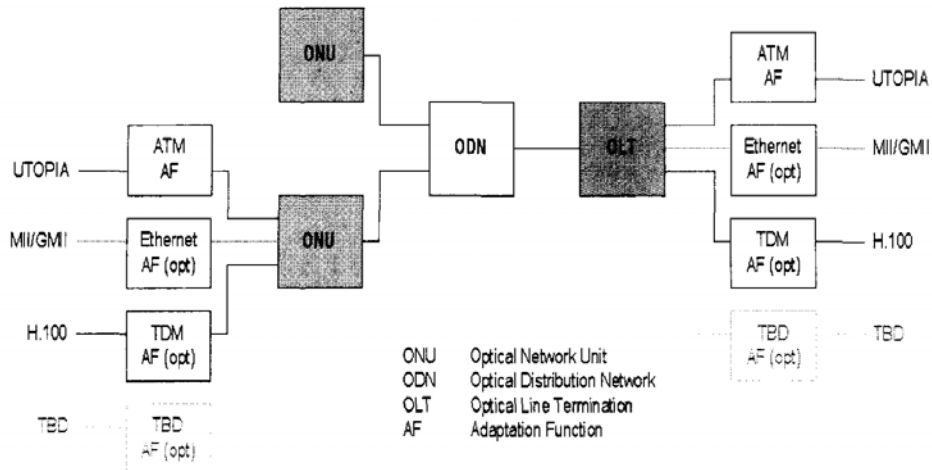 ONU
ATM
AF
UTOPIA
ODN
OLT
Ethernet
AF (opt)
MII/GMII
ATM
AF
UTOPIA
MII/GMII
Ethernet
AF (opt)
ONU
TDM
AF (opt)
H.100
H.100
TDM
AF (opt)
TBD
AF (opt)
TBD
ONU Optical Network Unit
ODN Optical Distribution Network
OLT Optical Line Termination
AF Adaptation Function
TBD
TBD
AF (opt)